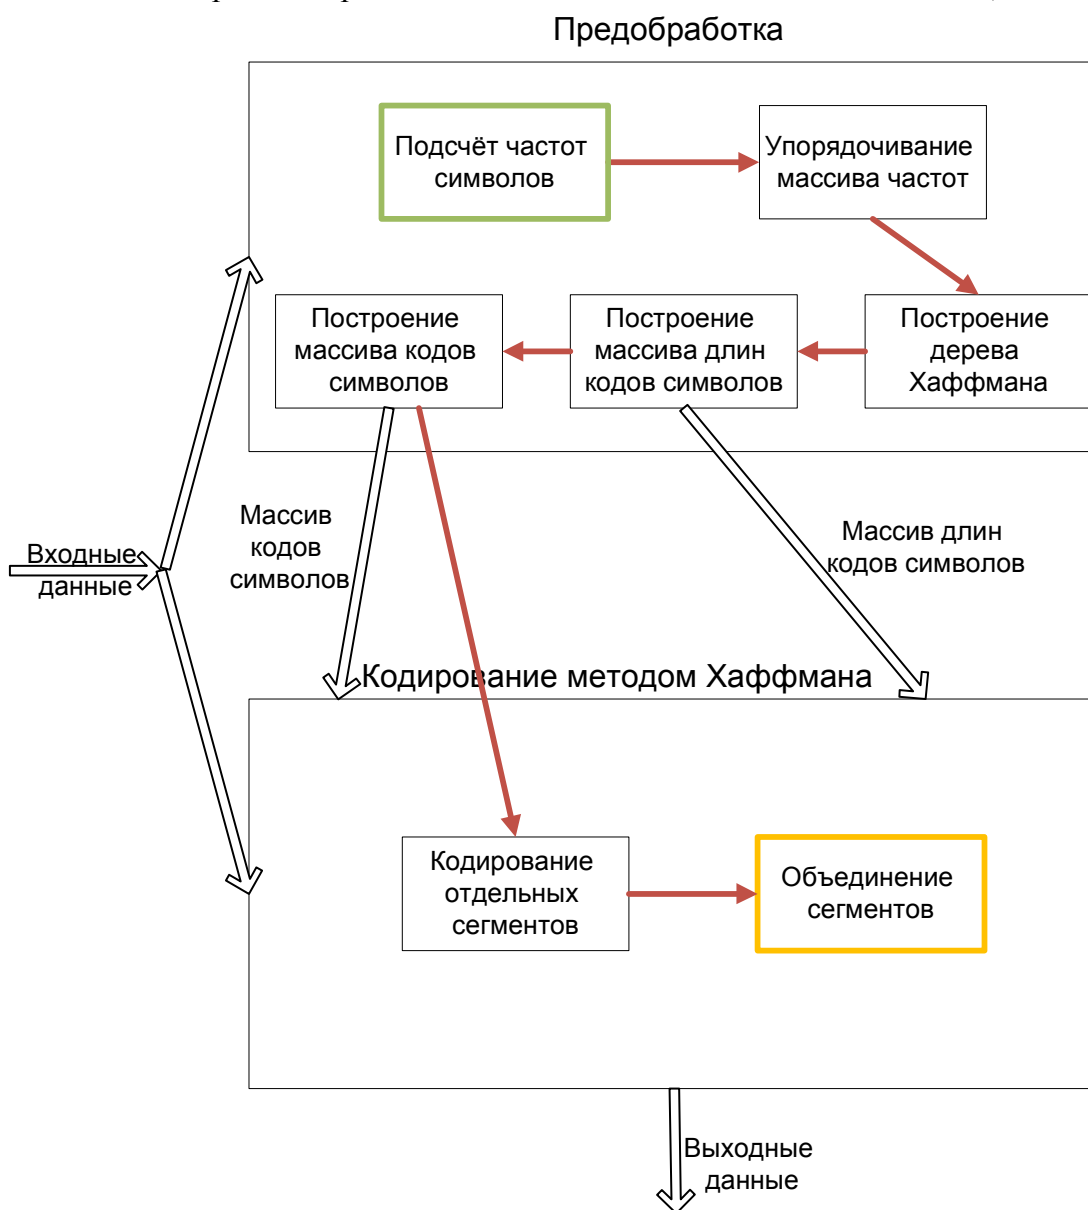 Предобработка
Подсчёт частот
символов
Упорядочивание
массива частот
Построение
массива кодов
символов
Построение
массива длин
кодов символов
Построение
дерева
Хаффмана
Массив
кодов
символов
Массив длин
кодов символов
Входные
данные
Кодирование методом Хаффмана
Кодирование
отдельных
сегментов
Объединение
сегментов
Выходные
данные